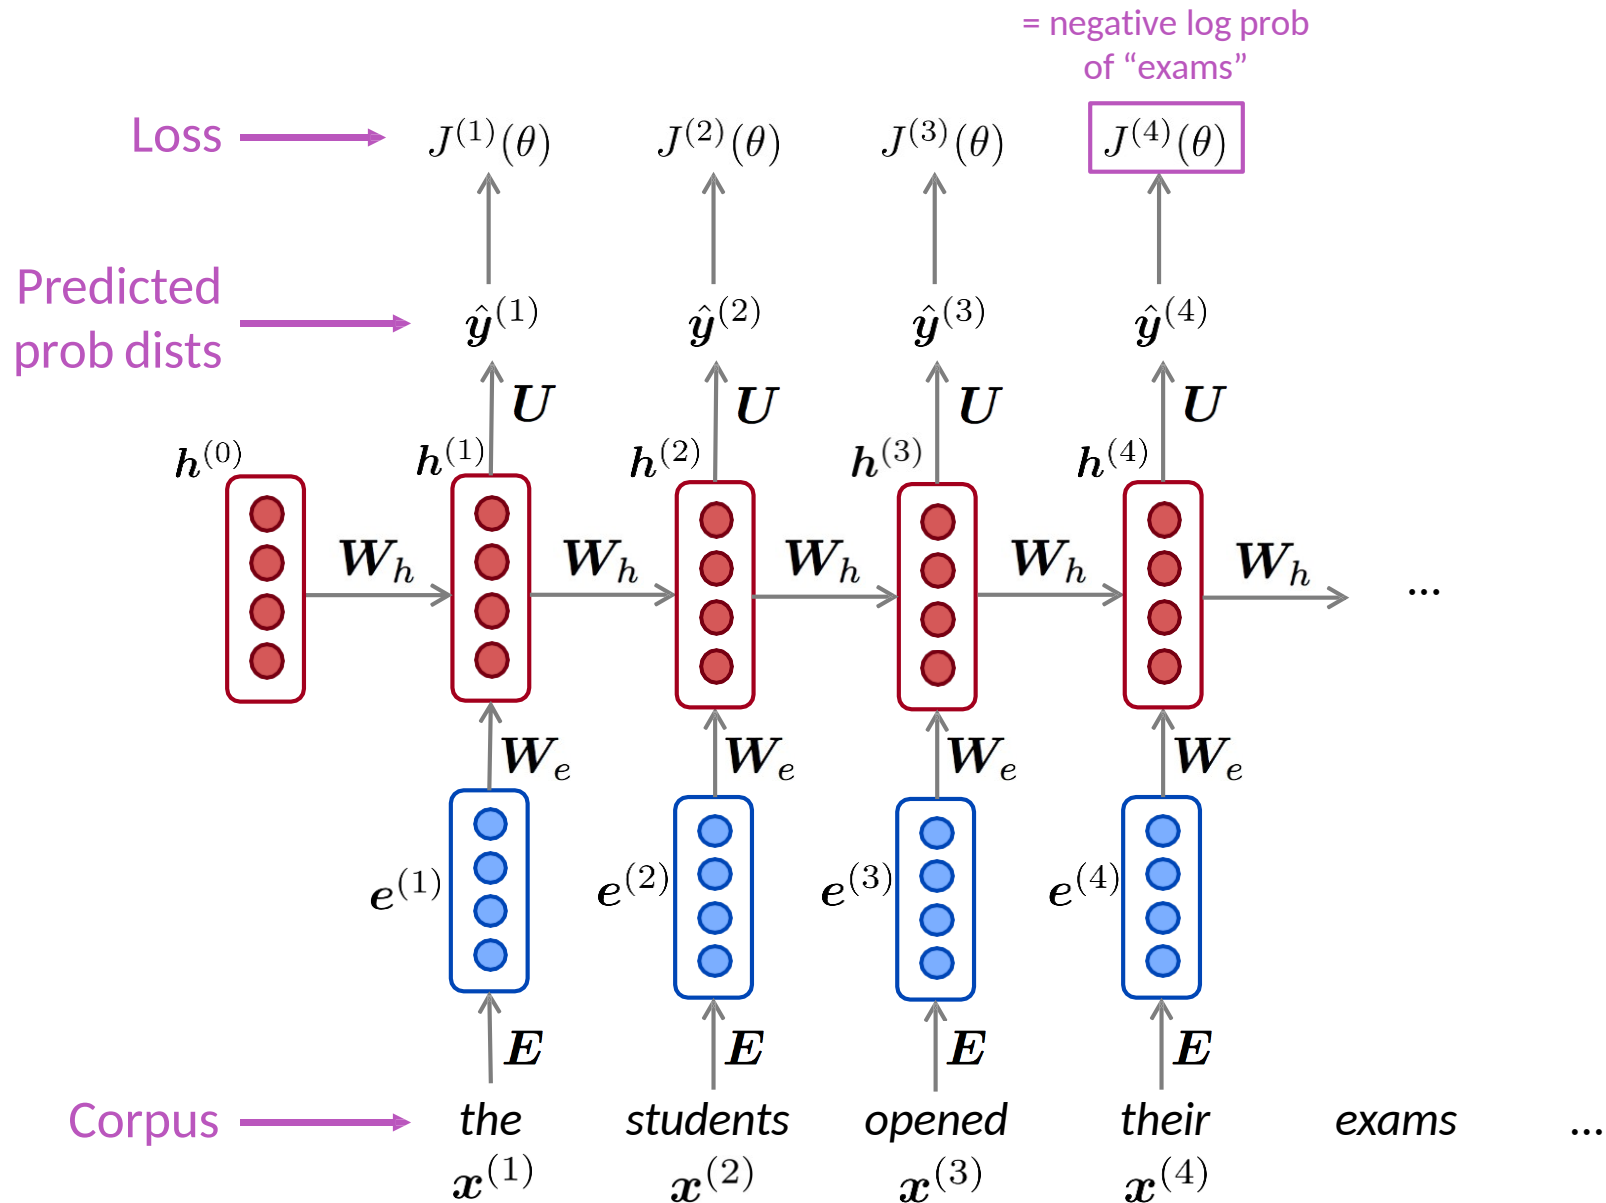 = negative log prob
of “exams”
Loss J⁽¹⁾(θ) J⁽²⁾(θ) J⁽³⁾(θ) J⁽⁴⁾(θ)
Predicted
prob dists
ŷ⁽¹⁾ ŷ⁽²⁾ ŷ⁽³⁾ ŷ⁽⁴⁾
U U U U
h⁽⁰⁾ h⁽¹⁾ h⁽²⁾ h⁽³⁾ h⁽⁴⁾
W_h W_h W_h W_h W_h ...
W_e W_e W_e W_e
e⁽¹⁾ e⁽²⁾ e⁽³⁾ e⁽⁴⁾
E E E E
Corpus the students opened their exams ...
x⁽¹⁾ x⁽²⁾ x⁽³⁾ x⁽⁴⁾